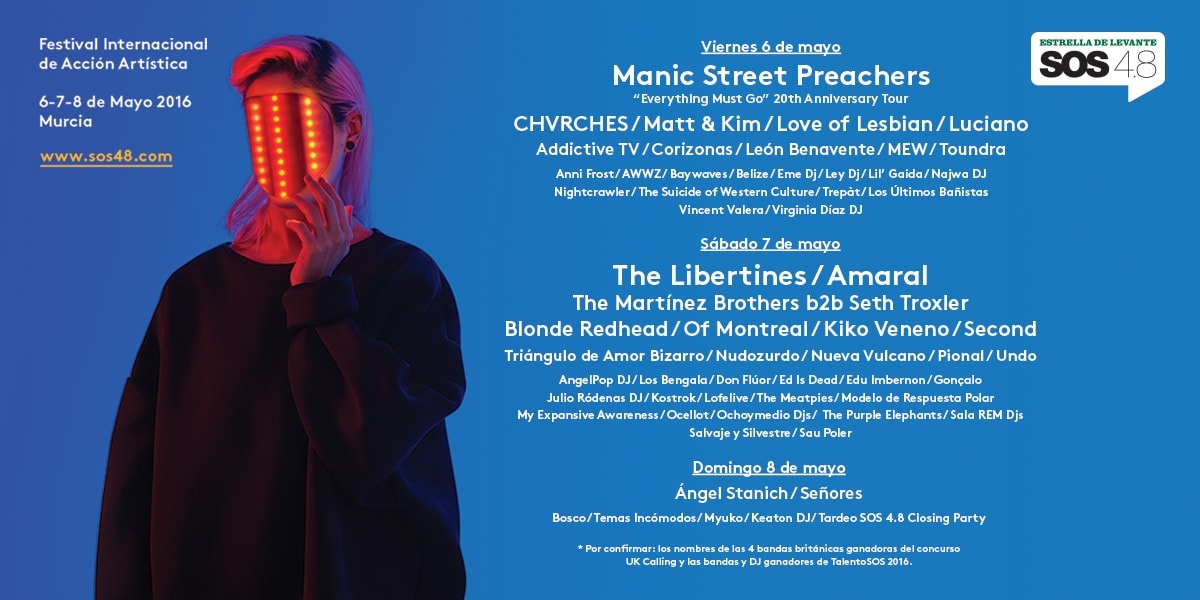 Festival Internacional
de Acción Artística
6-7-8 de Mayo 2016
Murcia
www.sos48.com
ESTRELLA DE LEVANTE
SOS 4.8
Viernes 6 de mayo
Manic Street Preachers
“Everything Must Go” 20th Anniversary Tour
CHVRCHES / Matt & Kim / Love of Lesbian / Luciano
Addictive TV / Corizonas / León Benavente / MEW / Toundra
Anni Frost / AWWZ / Baywaves / Belize / Eme Dj / Ley Dj / Lil’ Gaida / Najwa DJ
Nightcrawler / The Suicide of Western Culture / Trepàt / Los Últimos Bañistas
Vincent Valera / Virginia Díaz DJ
Sábado 7 de mayo
The Libertines / Amaral
The Martínez Brothers b2b Seth Troxler
Blonde Redhead / Of Montreal / Kiko Veneno / Second
Triángulo de Amor Bizarro / Nudozurdo / Nueva Vulcano / Pional / Undo
AngelPop DJ / Los Bengala / Don Flúor / Ed Is Dead / Edu Imbernon / Gonçalo
Julio Ródenas DJ / Kostrok / Lofelive / The Meatpies / Modelo de Respuesta Polar
My Expansive Awareness / Ocellot / Ochoymedio Djs / The Purple Elephants / Sala REM Djs
Salvaje y Silvestre / Sau Poler
Domingo 8 de mayo
Ángel Stanich / Señores
Bosco / Temas Incómodos / Myuko / Keaton DJ / Tardeo SOS 4.8 Closing Party
* Por confirmar: los nombres de las 4 bandas británicas ganadoras del concurso
UK Calling y las bandas y DJ ganadores de TalentoSOS 2016.